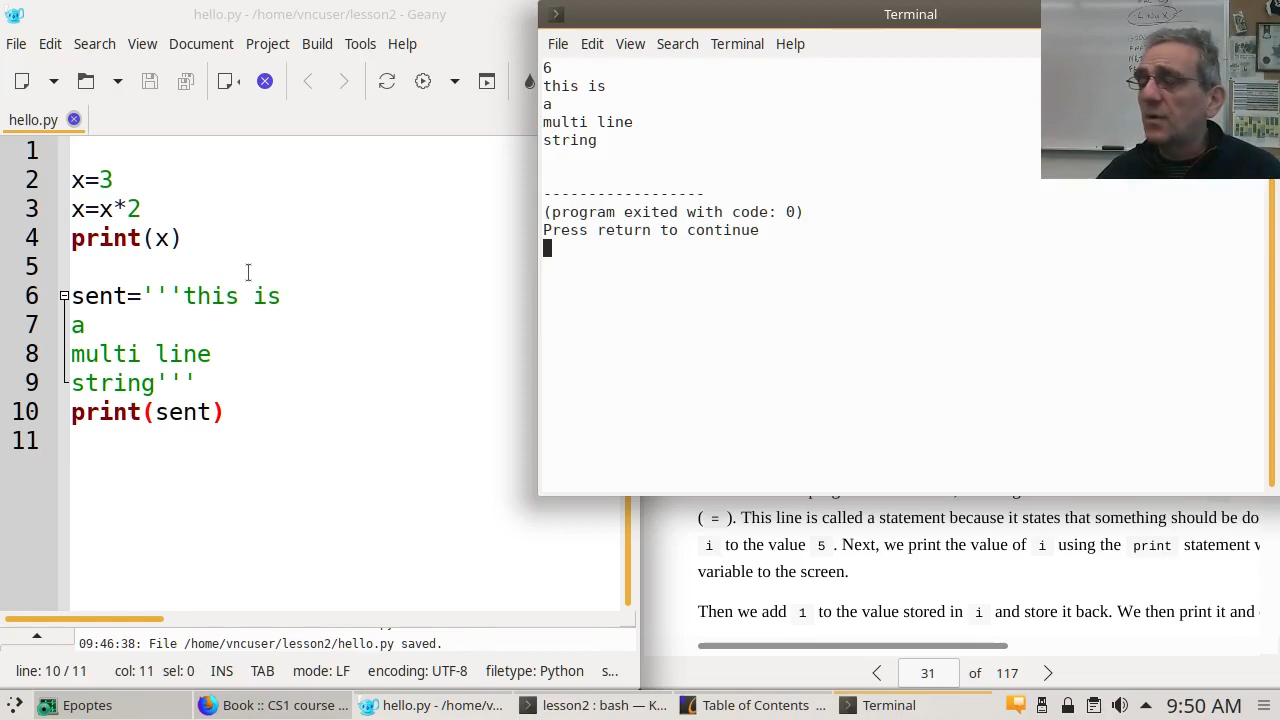 hello.py - /home/vncuser/lesson2 - Geany
File Edit Search View Document Project Build Tools Help
hello.py
1
2 x=3
3 x=x*2
4 print(x)
5
6 sent='''this is
7 a
8 multi line
9 string'''
10 print(sent)
11
09:46:38: File /home/vncuser/lesson2/hello.py saved.
line: 10 / 11 col: 11 sel: 0 INS TAB mode: LF encoding: UTF-8 filetype: Python s...
Terminal
File Edit View Search Terminal Help
6
this is
a
multi line
string
------------------
(program exited with code: 0)
Press return to continue
LINUX
( = ). This line is called a statement because it states that something should be do
i to the value 5 . Next, we print the value of i using the print statement w
variable to the screen.
Then we add 1 to the value stored in i and store it back. We then print it and
31 of 117
Epoptes Book :: CS1 course ... hello.py - /home/v... lesson2 : bash — K... Table of Contents ... Terminal 9:50 AM